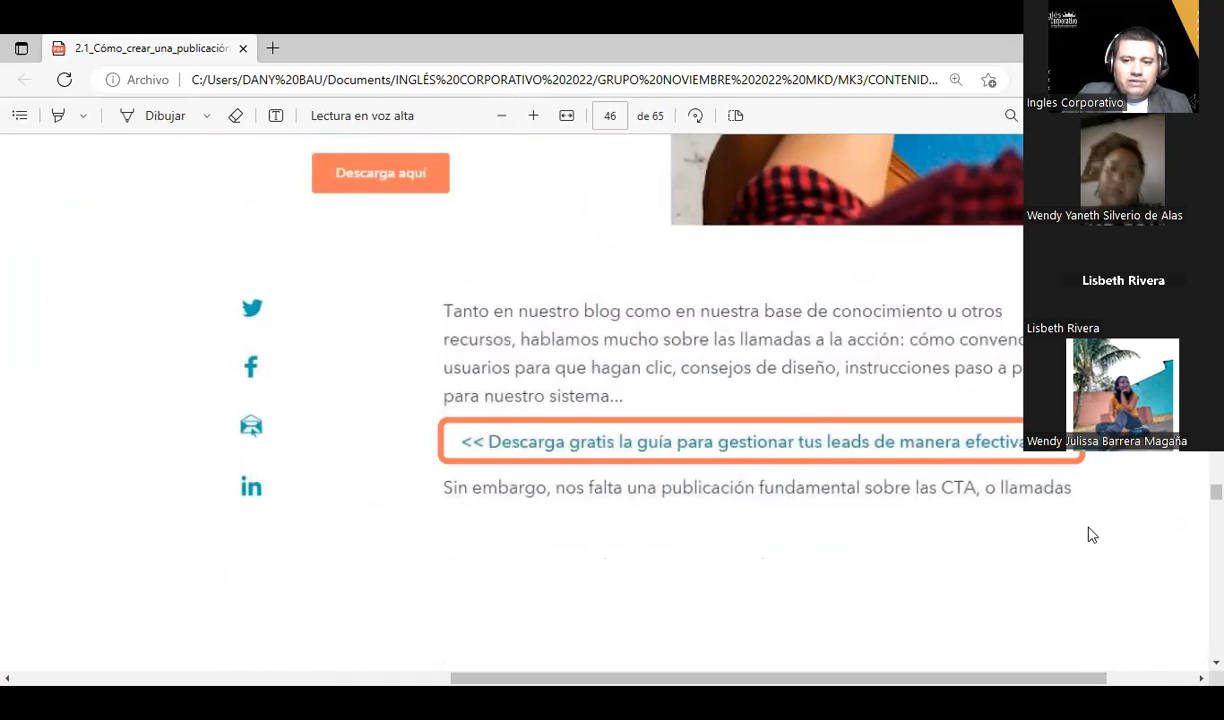 2.1_Cómo_crear_una_publicación
Archivo
C:/Users/DANY%20BAU/Documents/INGLÉS%20CORPORATIVO%202022/GRUPO%20NOVIEMBRE%202022%20MKD/MK3/CONTENID...
Dibujar
Lectura en voz alta
46
de 65
Descarga aquí
Tanto en nuestro blog como en nuestra base de conocimiento u otros
recursos, hablamos mucho sobre las llamadas a la acción: cómo convenc
usuarios para que hagan clic, consejos de diseño, instrucciones paso a p
para nuestro sistema...
<< Descarga gratis la guía para gestionar tus leads de manera efectiva
Sin embargo, nos falta una publicación fundamental sobre las CTA, o llamadas
Ingles Corporativo
Wendy Yaneth Silverio de Alas
Lisbeth Rivera
Lisbeth Rivera
Wendy Julissa Barrera Magaña